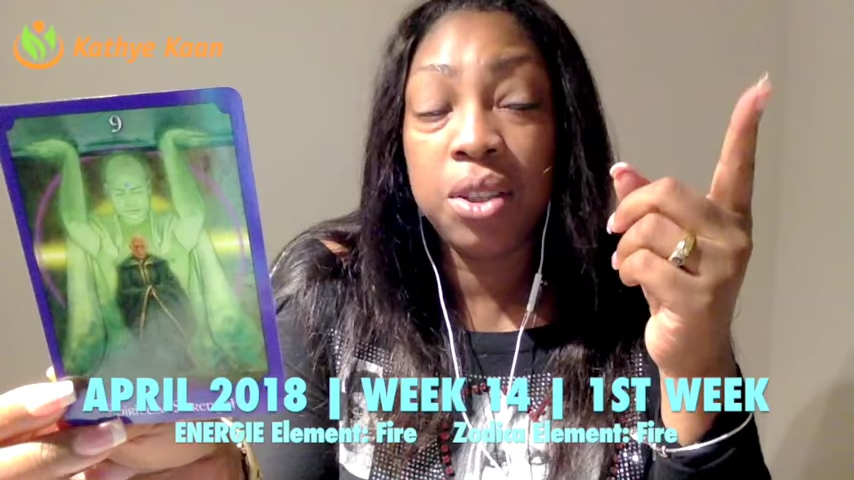 Kathye Kaan
9
APRIL 2018 | WEEK 14 | 1ST WEEK
ENERGIE Element: Fire Zodica Element: Fire